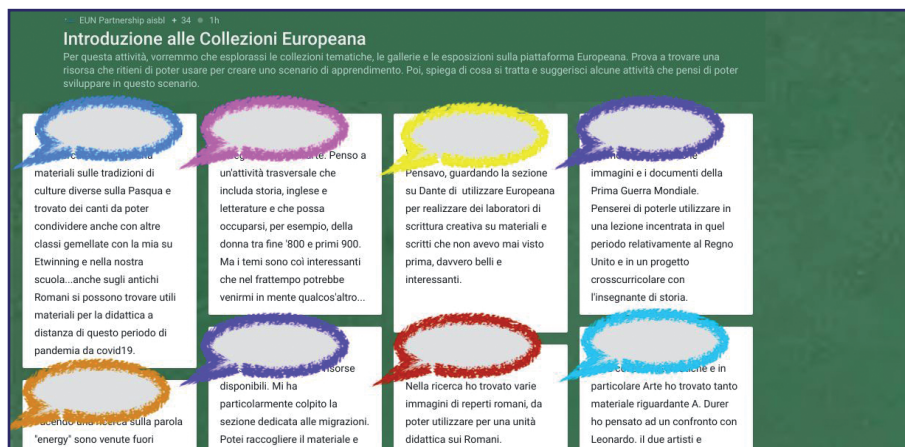 EUN Partnership aisbl + 34 1h
Introduzione alle Collezioni Europeana
Per questa attività, vorremmo che esplorassi le collezioni tematiche, le gallerie e le esposizioni sulla piattaforma Europeana. Prova a trovare una
risorsa che ritieni di poter usare per creare uno scenario di apprendimento. Poi, spiega di cosa si tratta e suggerisci alcune attività che pensi di poter
sviluppare in questo scenario.
materiali sulle tradizioni di
culture diverse sulla Pasqua e
trovato dei canti da poter
condividere anche con altre
classi gemellate con la mia su
Etwinning e nella nostra
scuola...anche sugli antichi
Romani si possono trovare utili
materiali per la didattica a
distanza di questo periodo di
pandemia da covid19.
Penso a
un'attività trasversale che
includa storia, inglese e
letterature e che possa
occuparsi, per esempio, della
donna tra fine '800 e primi 900.
Ma i temi sono coì interessanti
che nel frattempo potrebbe
venirmi in mente qualcos'altro...
Pensavo, guardando la sezione
su Dante di utilizzare Europeana
per realizzare dei laboratori di
scrittura creativa su materiali e
scritti che non avevo mai visto
prima, davvero belli e
interessanti.
immagini e i documenti della
Prima Guerra Mondiale.
Penserei di poterle utilizzare in
una lezione incentrata in quel
periodo relativamente al Regno
Unito e in un progetto
crosscurricolare con
l'insegnante di storia.
ricerca sulla parola
"energy" sono venute fuori
risorse
disponibili. Mi ha
particolarmente colpito la
sezione dedicata alle migrazioni.
Potei raccogliere il materiale e
Nella ricerca ho trovato varie
immagini di reperti romani, da
poter utilizzare per una unità
didattica sui Romani.
e in
particolare Arte ho trovato tanto
materiale riguardante A. Durer
ho pensato ad un confronto con
Leonardo. il due artisti e